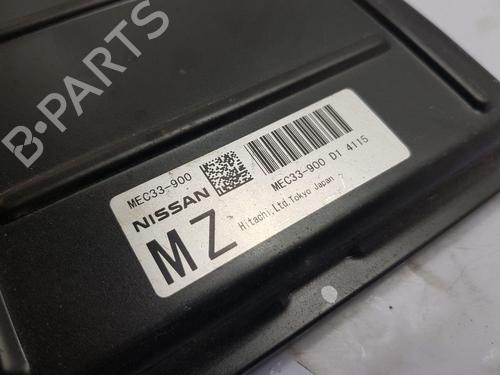 B-PARTS
MEC33-900
NISSAN
MZ
MEC33-900 D1 4115
Hitachi,Ltd.Tokyo Japan